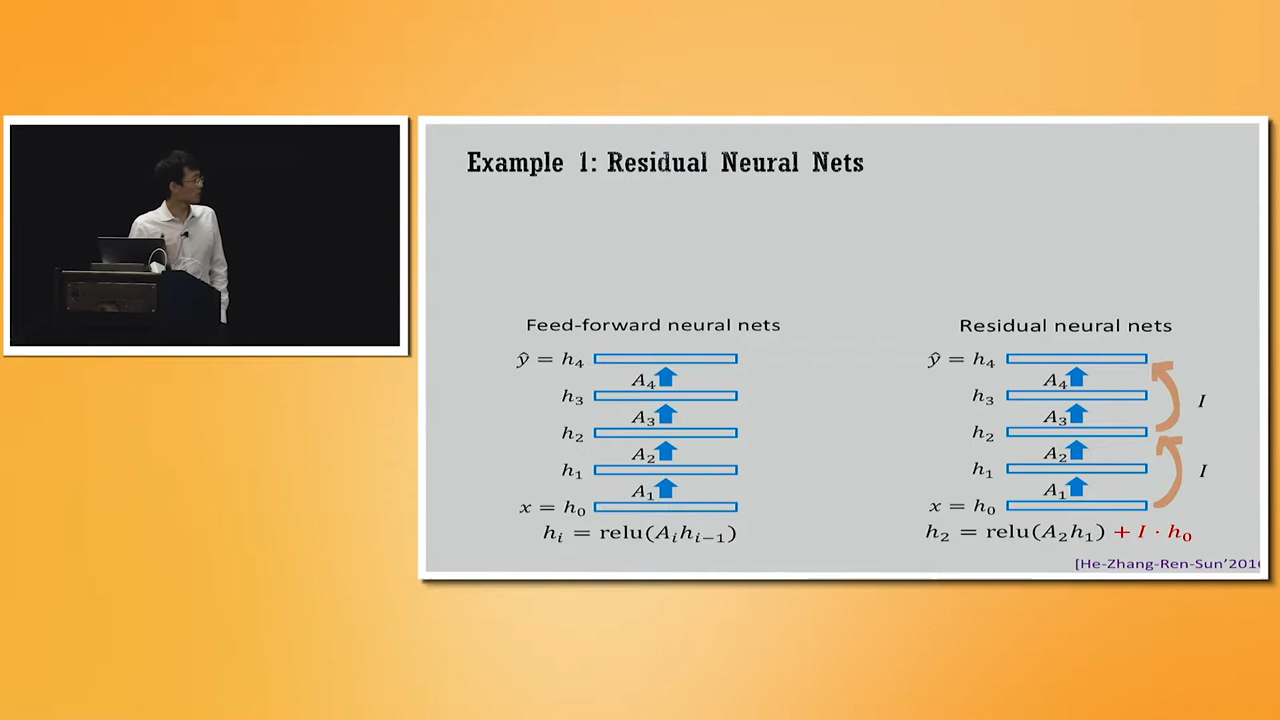 Example 1: Residual Neural Nets
Feed-forward neural nets
ŷ = h₄
A₄
h₃
A₃
h₂
A₂
h₁
A₁
x = h₀
hᵢ = relu(Aᵢhᵢ₋₁)
Residual neural nets
ŷ = h₄
A₄
h₃
I
A₃
h₂
A₂
h₁
I
A₁
x = h₀
h₂ = relu(A₂h₁) + I · h₀
[He-Zhang-Ren-Sun'201